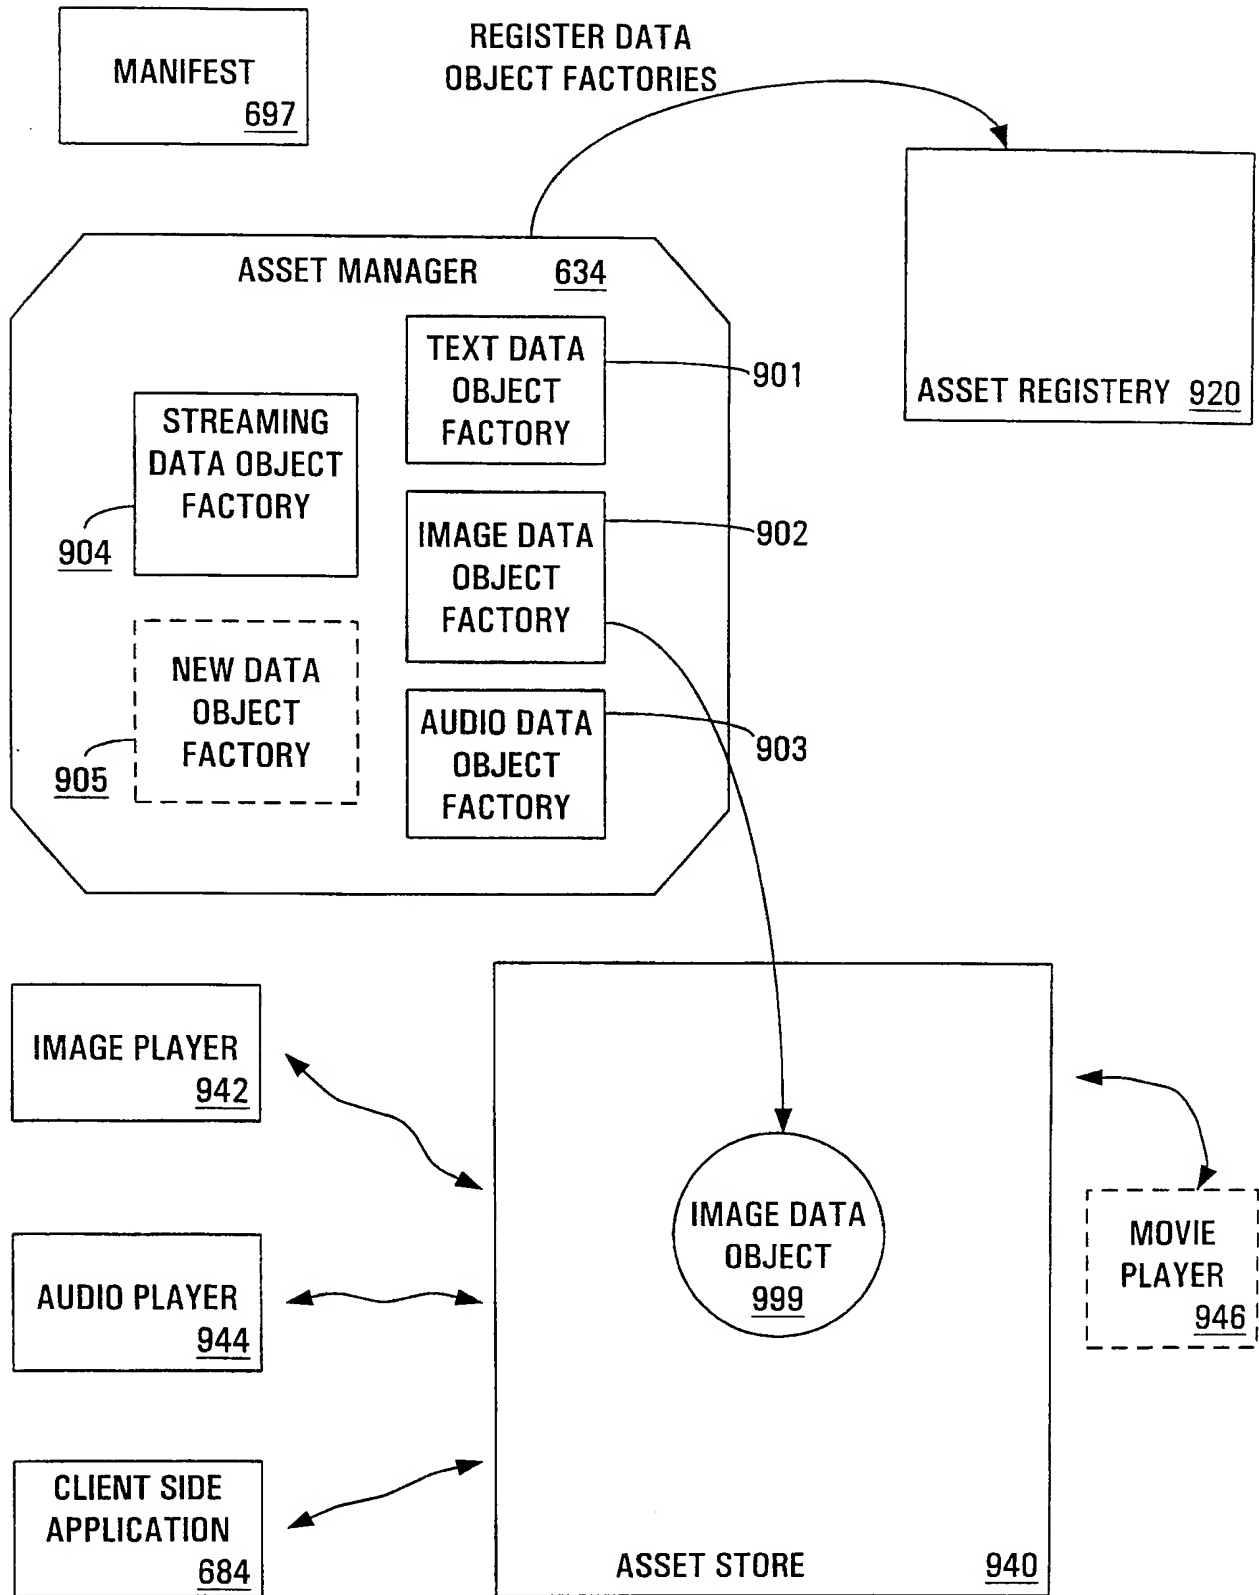 MANIFEST
697
REGISTER DATA
OBJECT FACTORIES
ASSET REGISTERY 920
ASSET MANAGER 634
TEXT DATA
OBJECT
FACTORY
901
STREAMING
DATA OBJECT
FACTORY
904
IMAGE DATA
OBJECT
FACTORY
902
NEW DATA
OBJECT
FACTORY
905
AUDIO DATA
OBJECT
FACTORY
903
IMAGE PLAYER
942
IMAGE DATA
OBJECT
999
MOVIE
PLAYER
946
AUDIO PLAYER
944
CLIENT SIDE
APPLICATION
684
ASSET STORE 940